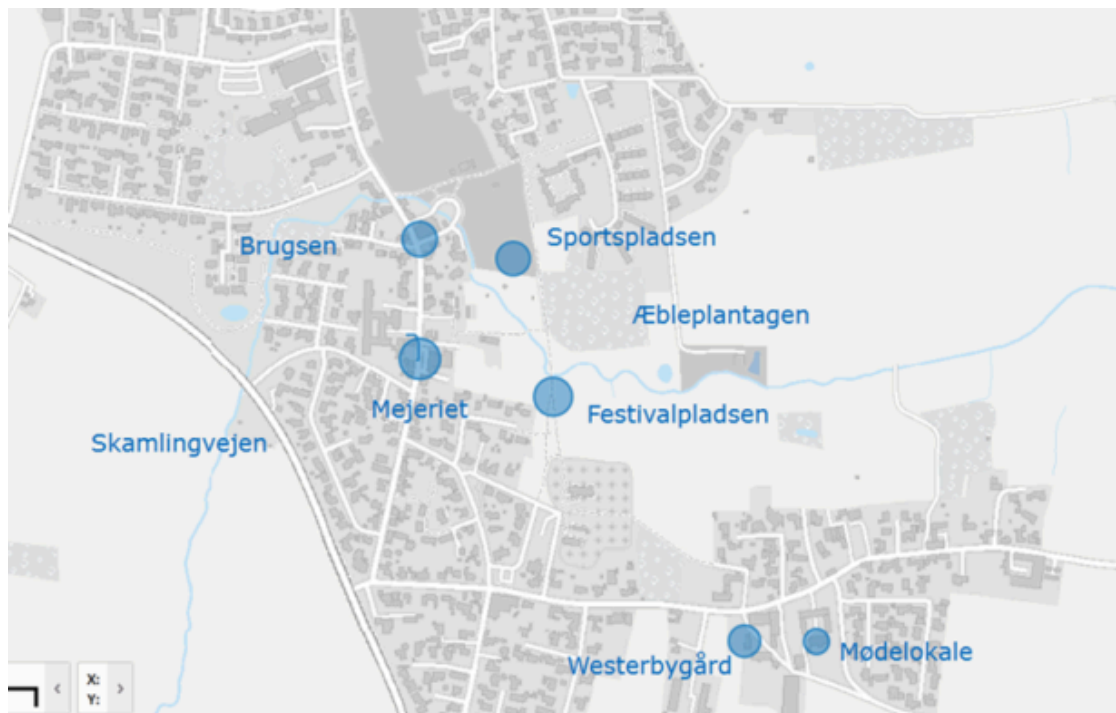 Sportspladsen
Brugsen
Æbleplantagen
Mejeriet
Festivalpladsen
Skamlingvejen
Westerbygård
Mødelokale
X:
Y: